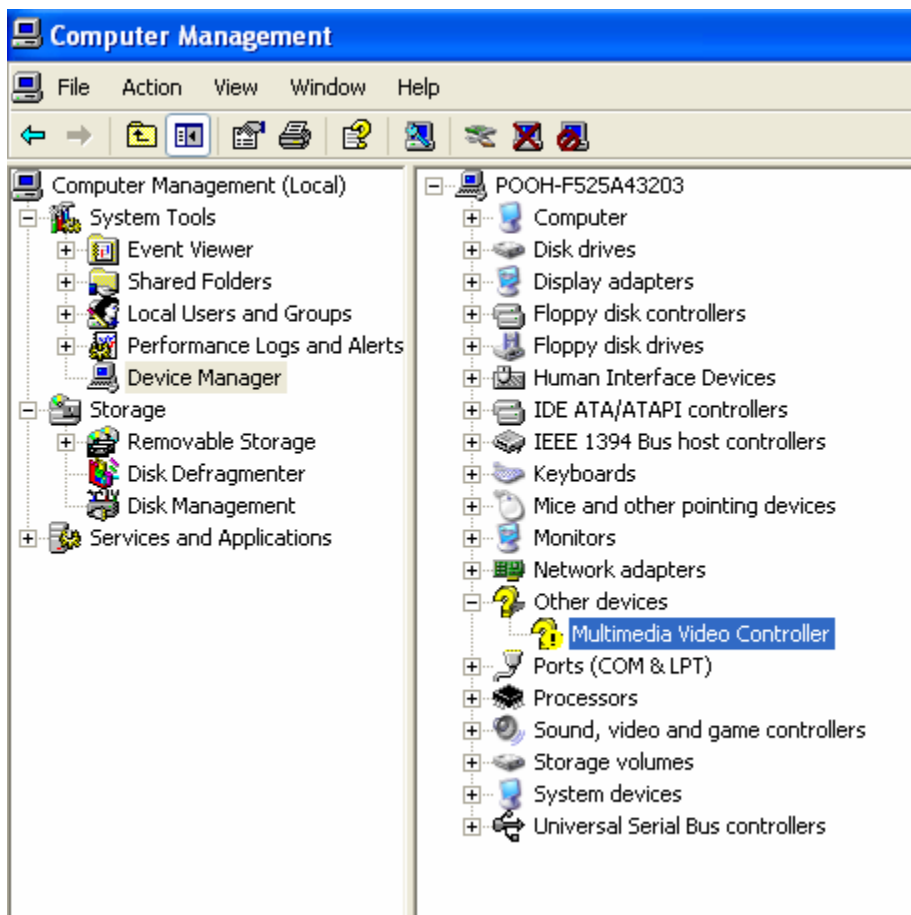 Computer Management
File Action View Window Help
Computer Management (Local)
System Tools
Event Viewer
Shared Folders
Local Users and Groups
Performance Logs and Alerts
Device Manager
Storage
Removable Storage
Disk Defragmenter
Disk Management
Services and Applications
POOH-F525A43203
Computer
Disk drives
Display adapters
Floppy disk controllers
Floppy disk drives
Human Interface Devices
IDE ATA/ATAPI controllers
IEEE 1394 Bus host controllers
Keyboards
Mice and other pointing devices
Monitors
Network adapters
Other devices
Multimedia Video Controller
Ports (COM & LPT)
Processors
Sound, video and game controllers
Storage volumes
System devices
Universal Serial Bus controllers